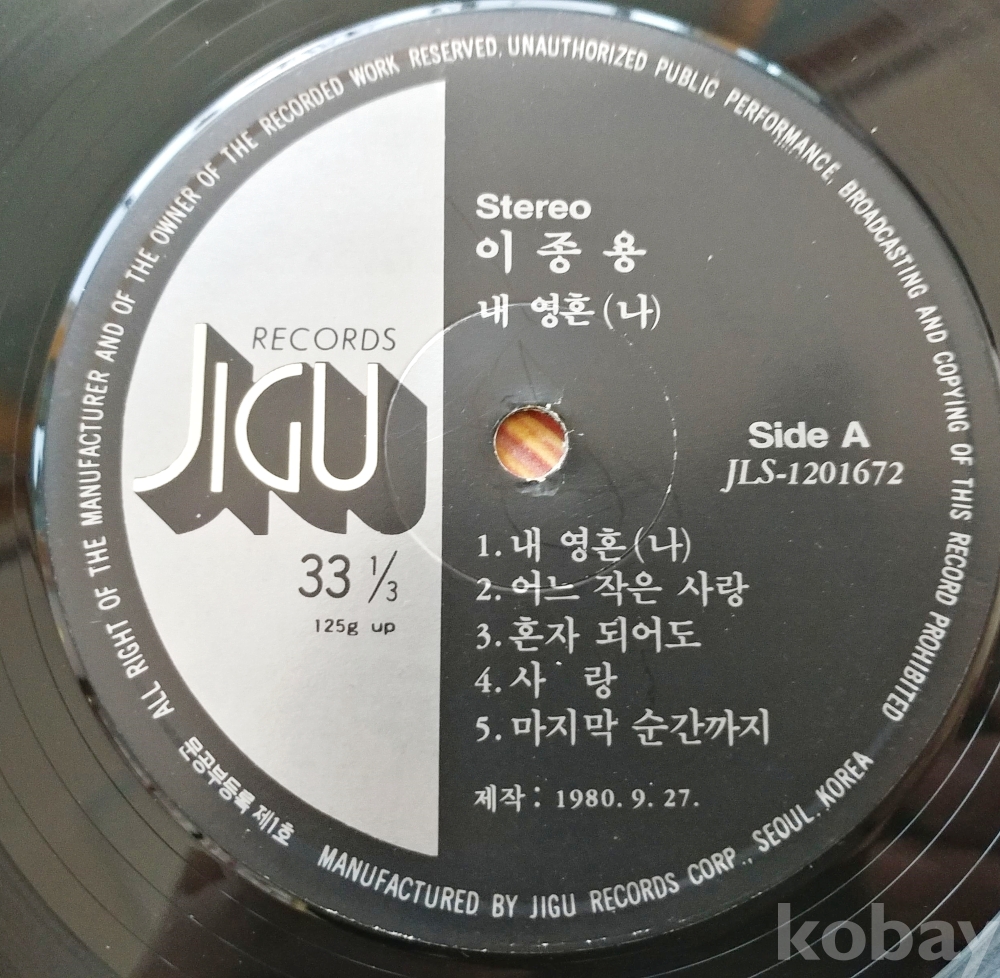 ALL RIGHT OF THE MANUFACTURER AND OF THE OWNER OF THE RECORDED WORK RESERVED. UNAUTHORIZED PUBLIC PERFORMANCE, BROADCASTING AND COPYING OF THIS RECORD PROHIBITED
RECORDS
JIGU
33 1/3
125g up
Stereo
이 종 용
내 영혼(나)
Side A
JLS-1201672
1. 내 영혼(나)
2. 어느 작은 사랑
3. 혼자 되어도
4. 사 랑
5. 마지막 순간까지
제작: 1980. 9. 27.
문공부등록 제1호
MANUFACTURED BY JIGU RECORDS CORP., SEOUL, KOREA
kobay